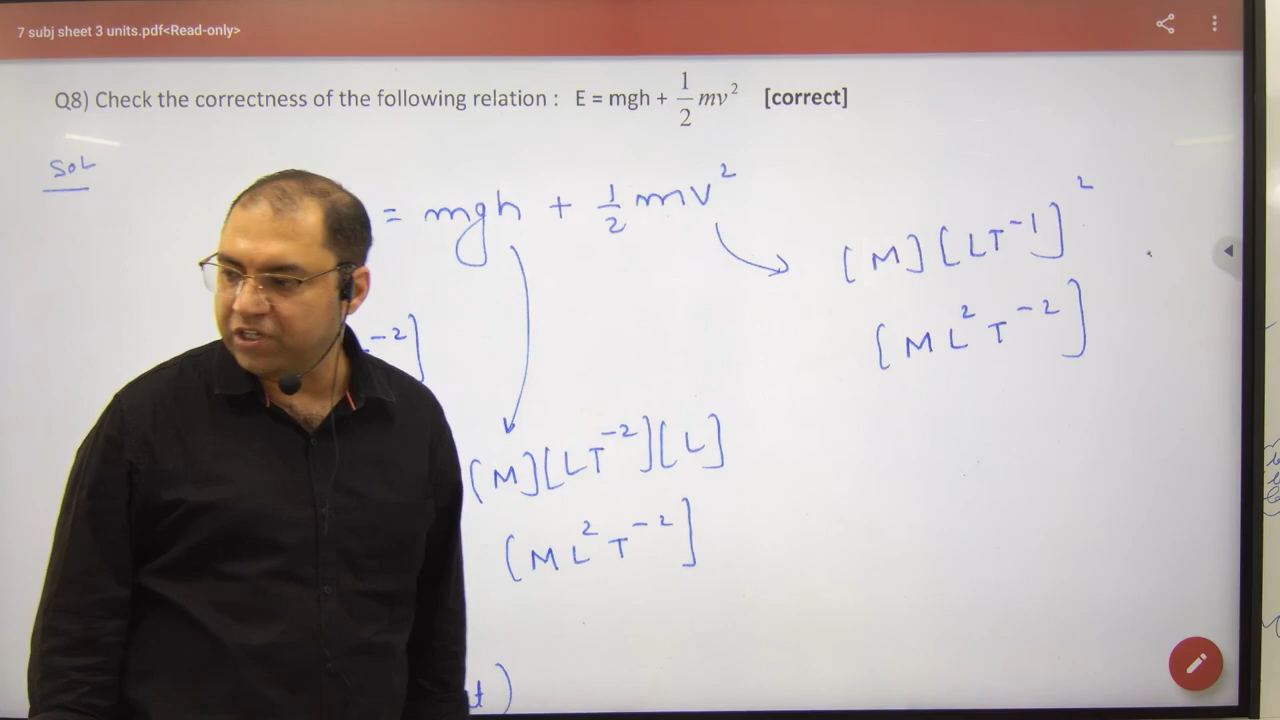 7 subj sheet 3 units.pdf<Read-only>
Q8) Check the correctness of the following relation : E = mgh + 1/2 mv² [correct]
SOL
= mgh + 1/2 mv²
[M][LT⁻¹]²
⁻²]
[ML²T⁻²]
[M][LT⁻²][L]
[ML²T⁻²]
t)